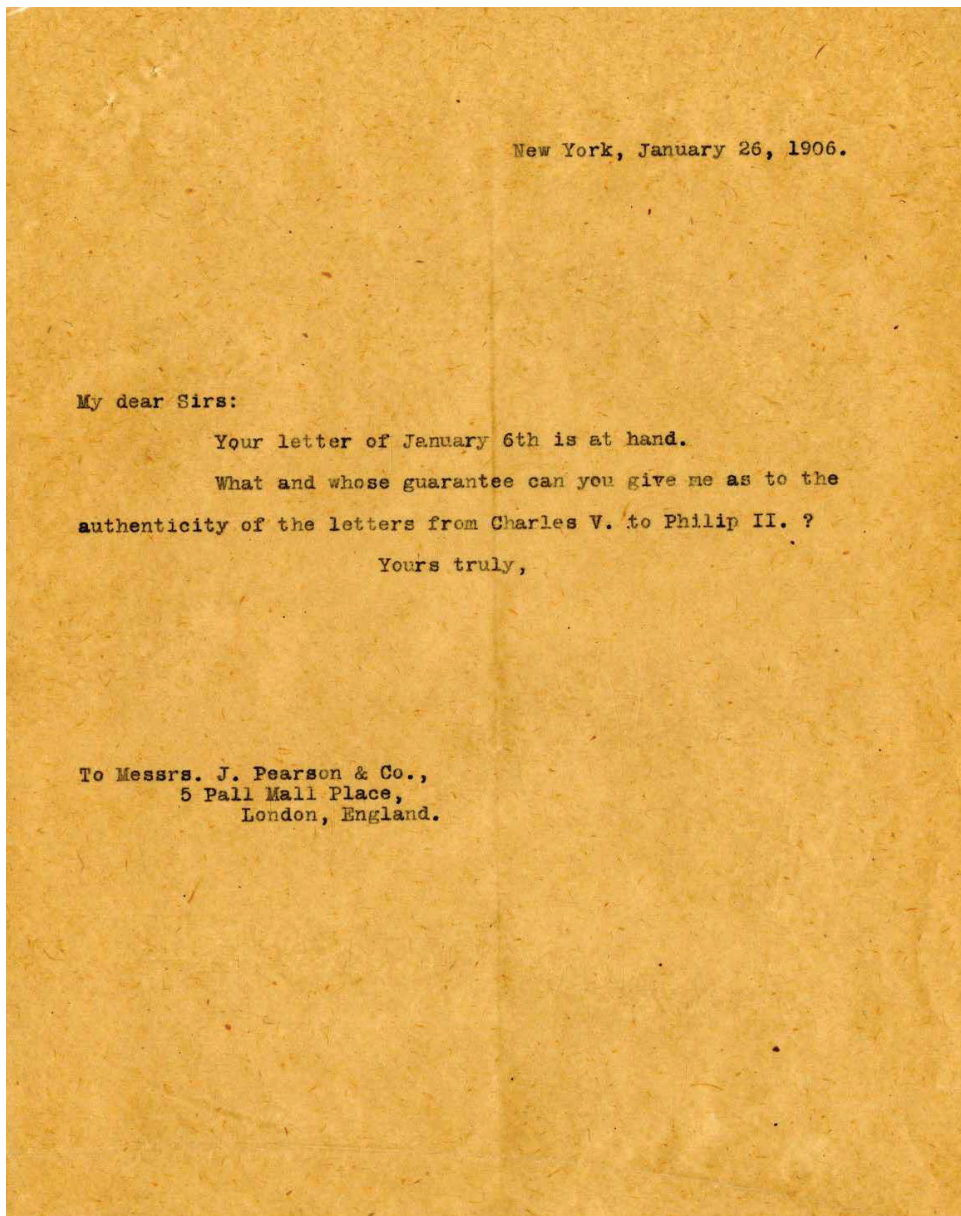 New York, January 26, 1906.
My dear Sirs:
Your letter of January 6th is at hand.
What and whose guarantee can you give me as to the
authenticity of the letters from Charles V. to Philip II. ?
Yours truly,
To Messrs. J. Pearson & Co.,
5 Pall Mall Place,
London, England.